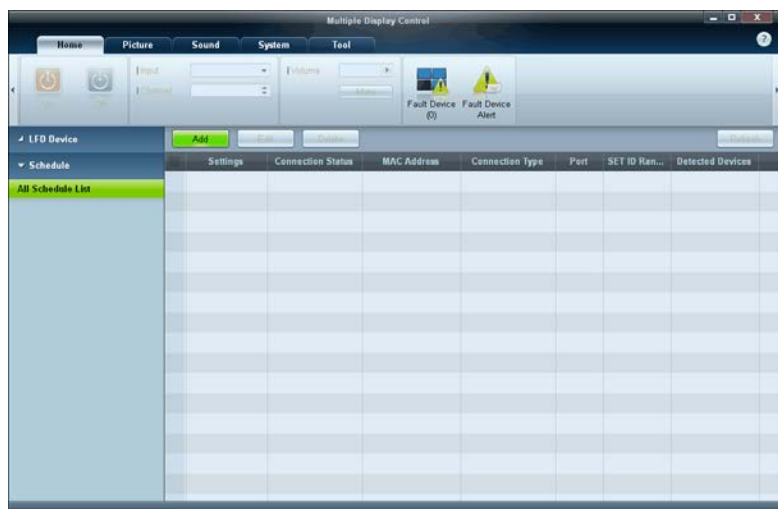 Multiple Display Control
Home Picture Sound System Tool
Input
Channel
Volume
Mute
Fault Device (0)
Fault Device Alert
LFD Device
Schedule
All Schedule List
Add Edit Delete Refresh
Settings Connection Status MAC Address Connection Type Port SET ID Ran... Detected Devices